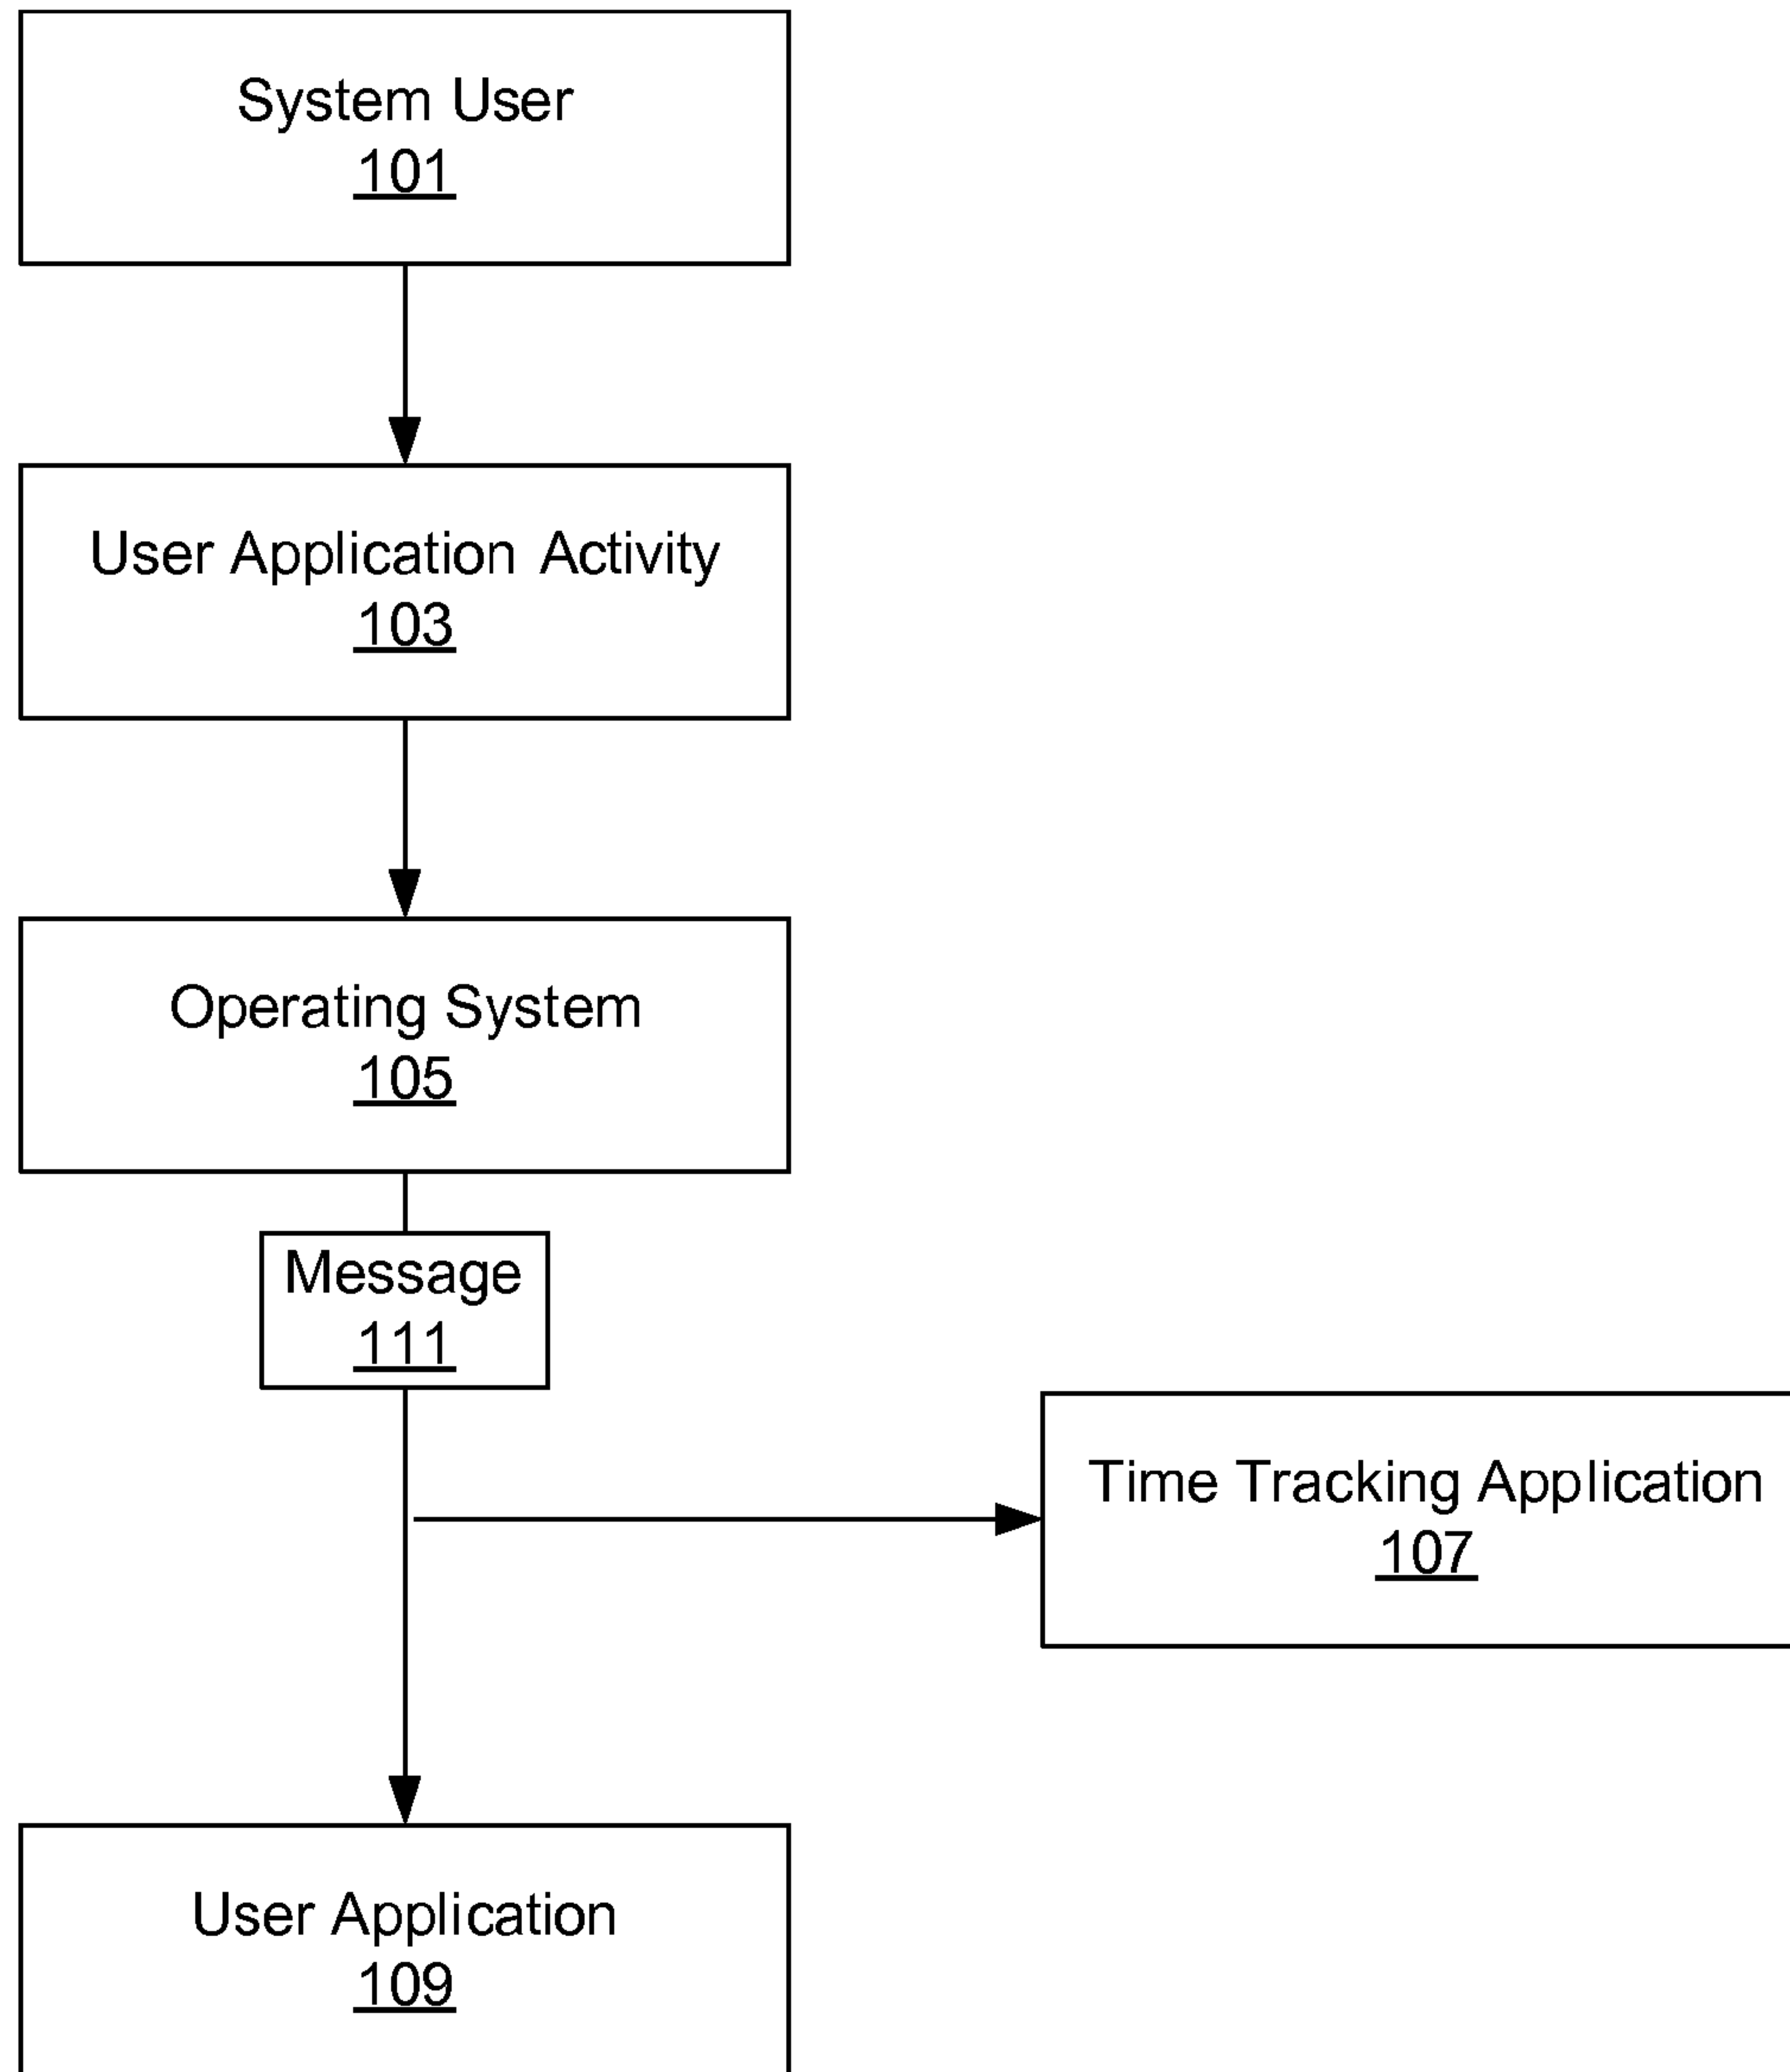 System User
101
User Application Activity
103
Operating System
105
Message
111
Time Tracking Application
107
User Application
109